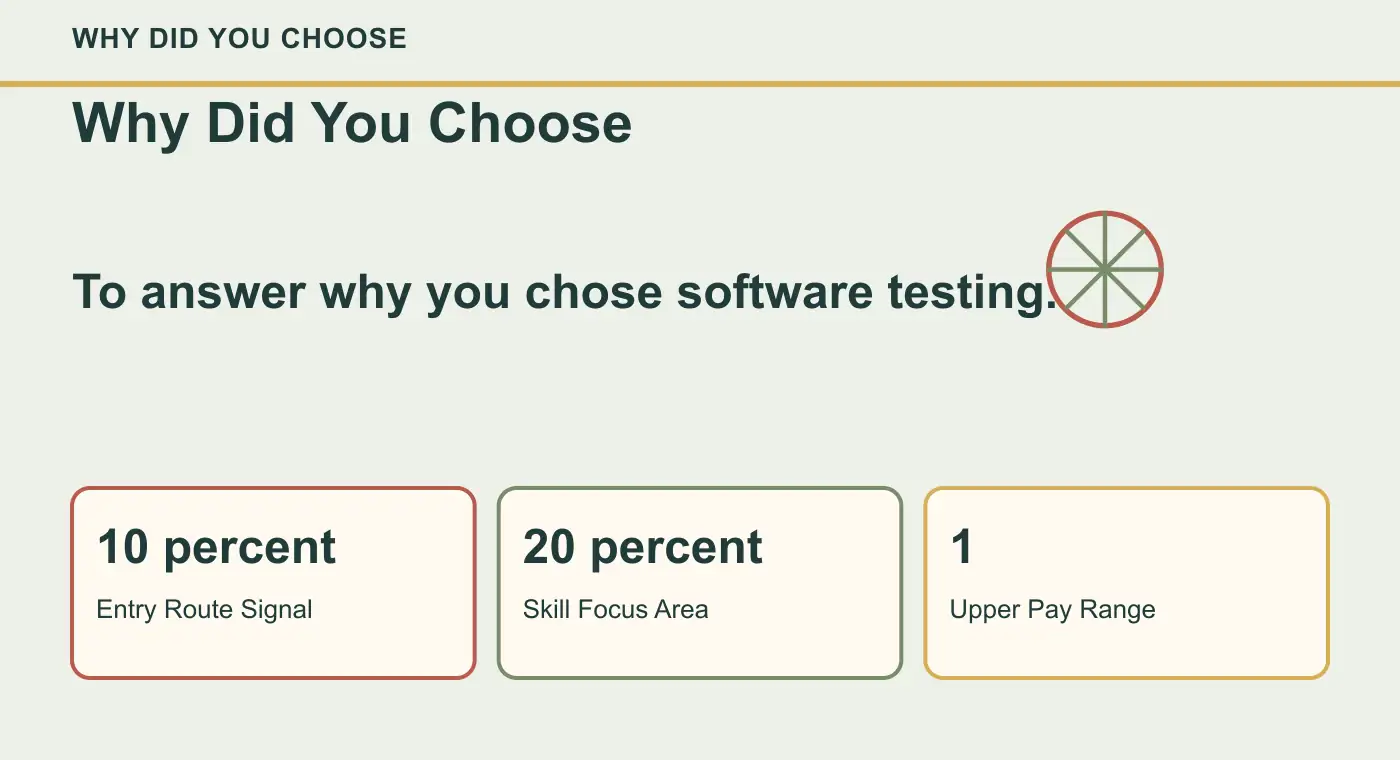 WHY DID YOU CHOOSE
Why Did You Choose
To answer why you chose software testing.
10 percent
Entry Route Signal
20 percent
Skill Focus Area
1
Upper Pay Range